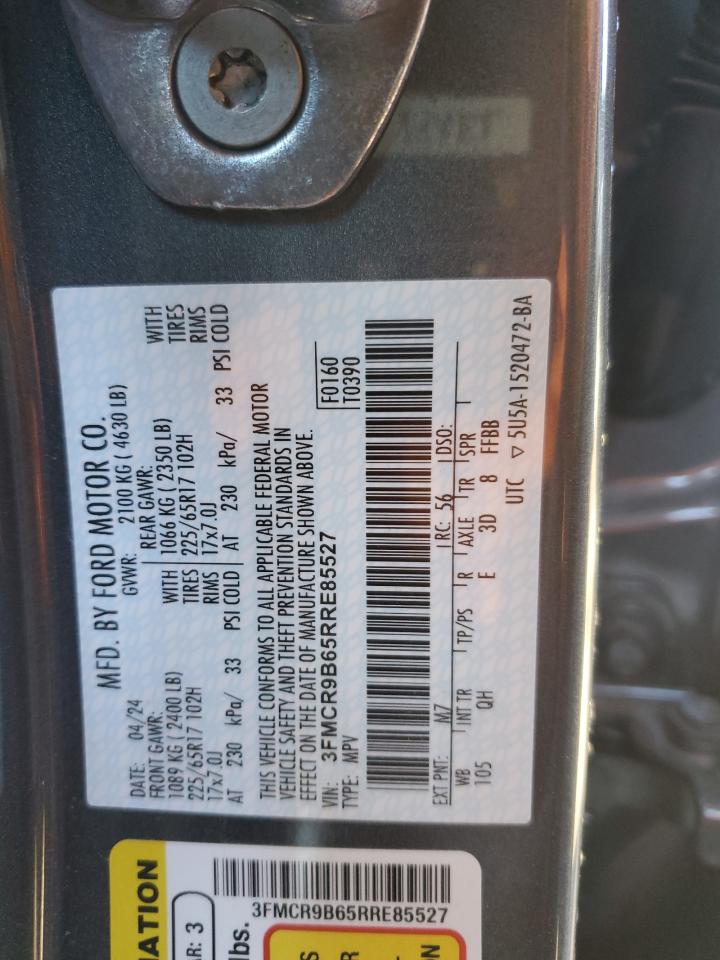 MFD. BY FORD MOTOR CO.
DATE: 04/24 GVWR: 2100 KG ( 4630 LB)
FRONT GAWR: REAR GAWR:
1089 KG ( 2400 LB) WITH 1066 KG ( 2350 LB) WITH
225/65R17 102H TIRES 225/65R17 102H TIRES
17x7.0J RIMS 17x7.0J RIMS
AT 230 kPa/ 33 PSI COLD AT 230 kPa/ 33 PSI COLD
THIS VEHICLE CONFORMS TO ALL APPLICABLE FEDERAL MOTOR
VEHICLE SAFETY AND THEFT PREVENTION STANDARDS IN
EFFECT ON THE DATE OF MANUFACTURE SHOWN ABOVE.
VIN: 3FMCR9B65RRE85527 F0160
TYPE: MPV T0390
EXT PNT: M7 RC: 56 DSO:
WB INT TR TP/PS R AXLE TR SPR
105 QH E 3D 8 FFBB
UTC ▽ 5U5A-1520472-BA
3FMCR9B65RRE85527